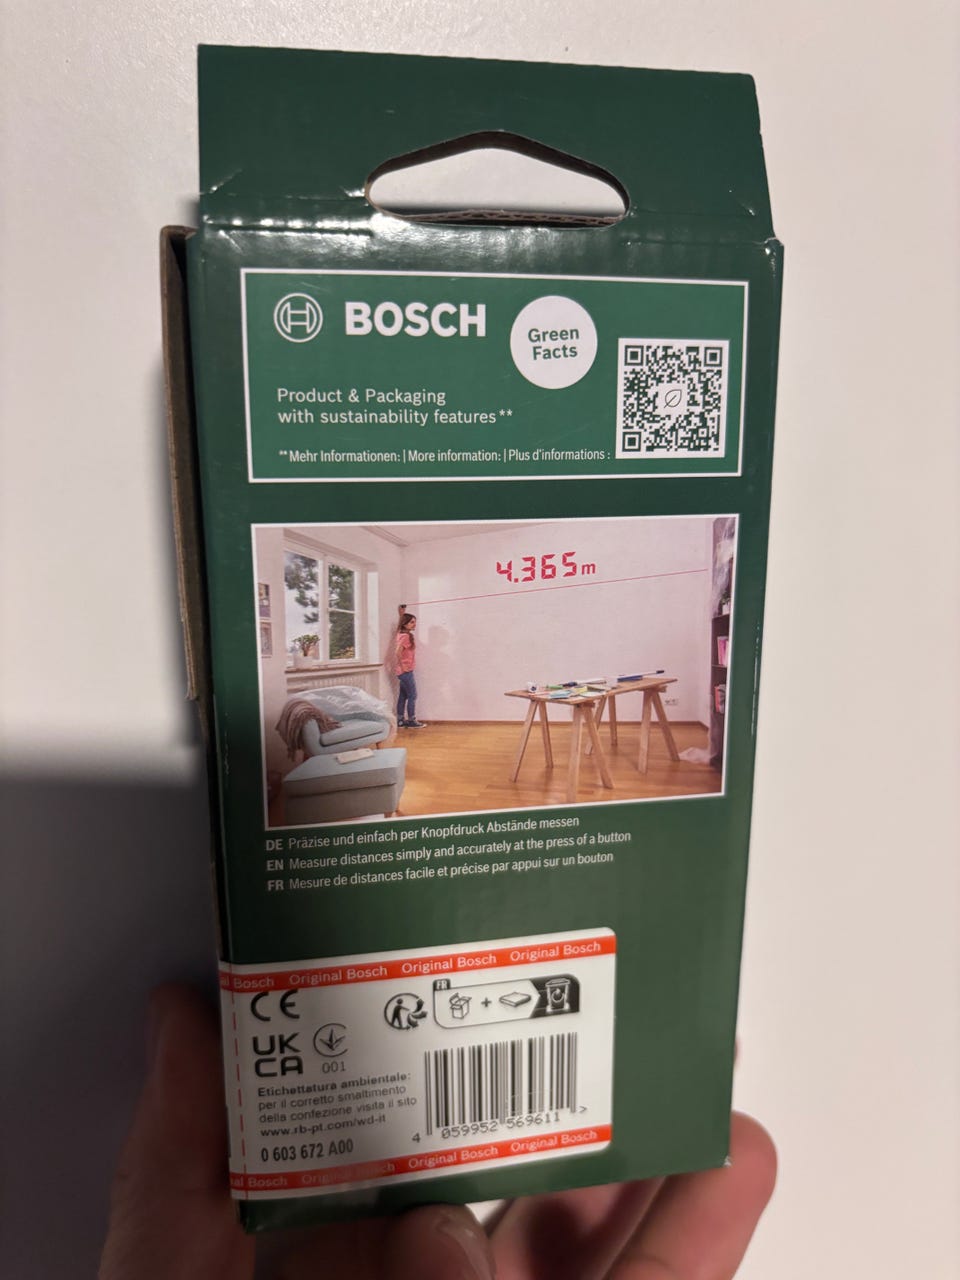 BOSCH
Green
Facts
Product & Packaging
with sustainability features**
**Mehr Informationen: | More information: | Plus d'informations :
4.365m
DE Präzise und einfach per Knopfdruck Abstände messen
EN Measure distances simply and accurately at the press of a button
FR Mesure de distances facile et précise par appui sur un bouton
al Bosch Original Bosch Original Bosch Original Bosch
CE
FR
UK
CA
001
Etichettatura ambientale:
per il corretto smaltimento
della confezione visita il sito
www.rb-pt.com/wd-it
0 603 672 A00
4 059952 569611 >
al Bosch Original Bosch Original Bosch Original Bosch